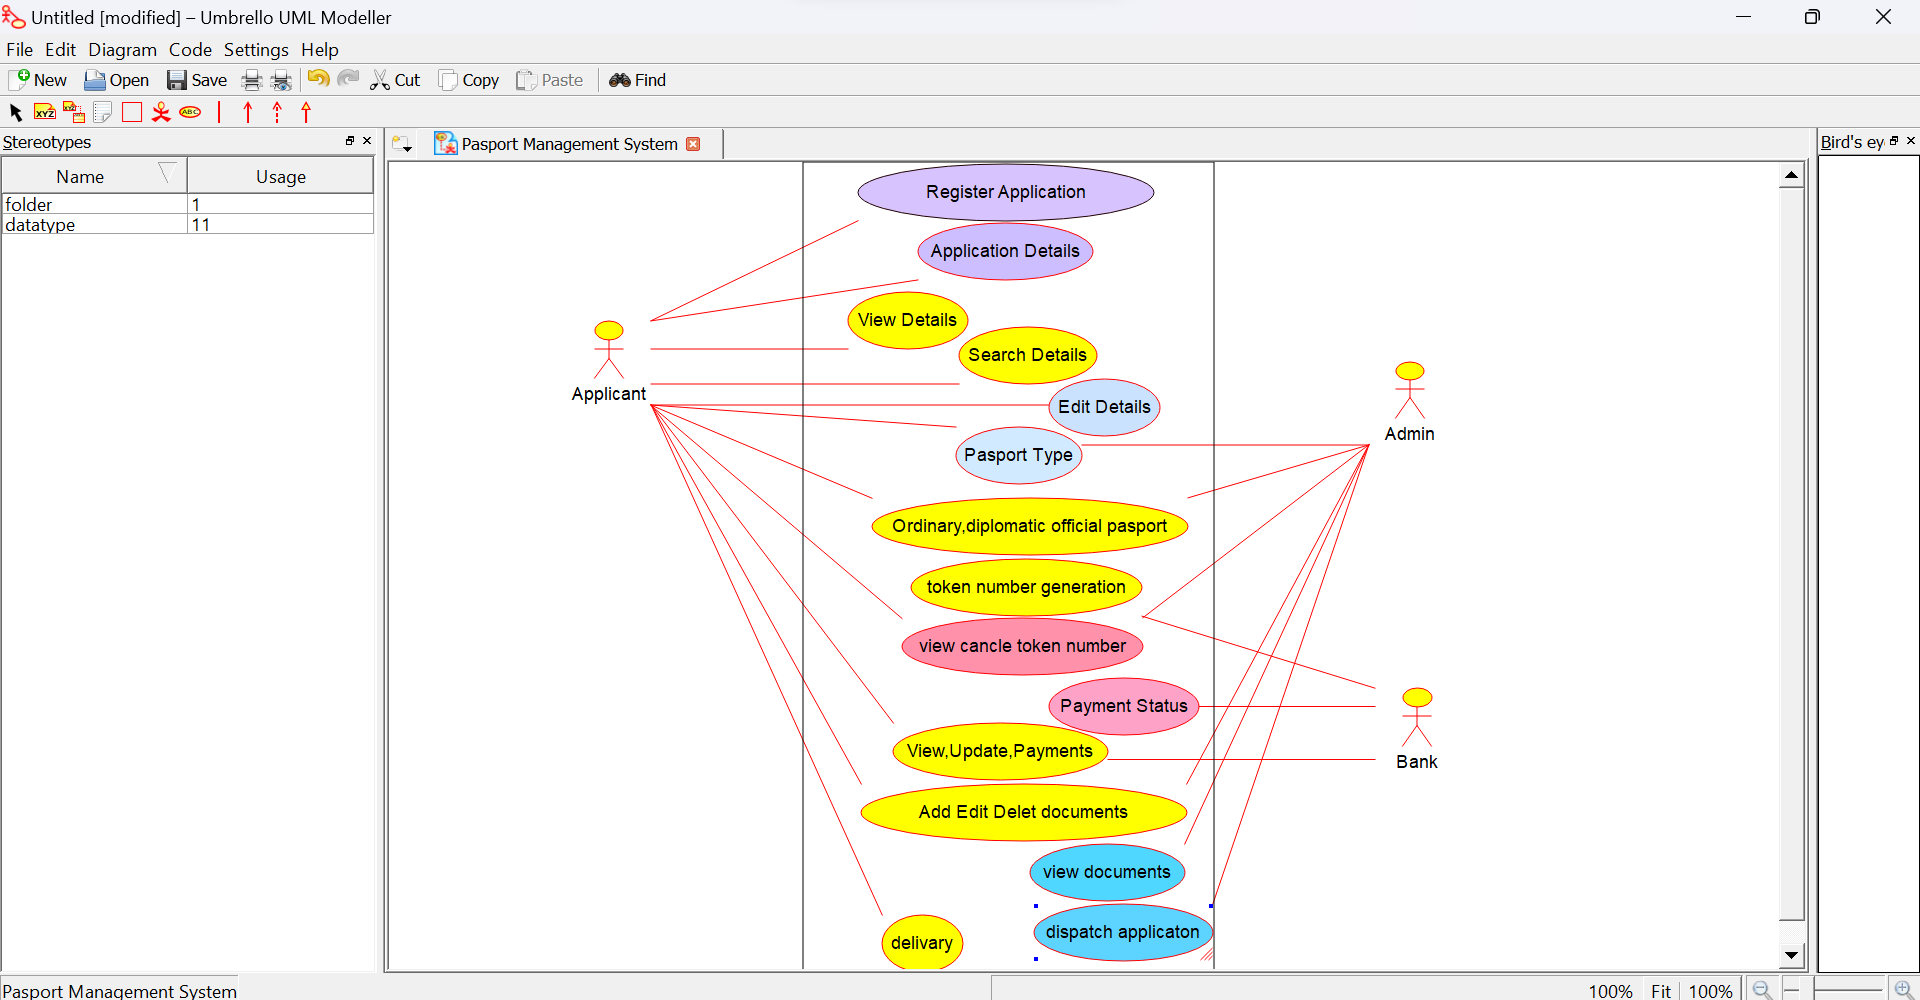 Untitled [modified] – Umbrello UML Modeller
File Edit Diagram Code Settings Help
New Open Save Cut Copy Paste Find
XYZ XYZ ABC
Stereotypes
Name Usage
folder 1
datatype 11
Pasport Management System
Bird's ey
Register Application
Application Details
View Details
Search Details
Applicant
Edit Details
Admin
Pasport Type
Ordinary,diplomatic official pasport
token number generation
view cancle token number
Payment Status
View,Update,Payments
Bank
Add Edit Delet documents
view documents
dispatch applicaton
delivary
Pasport Management System
100% Fit 100%